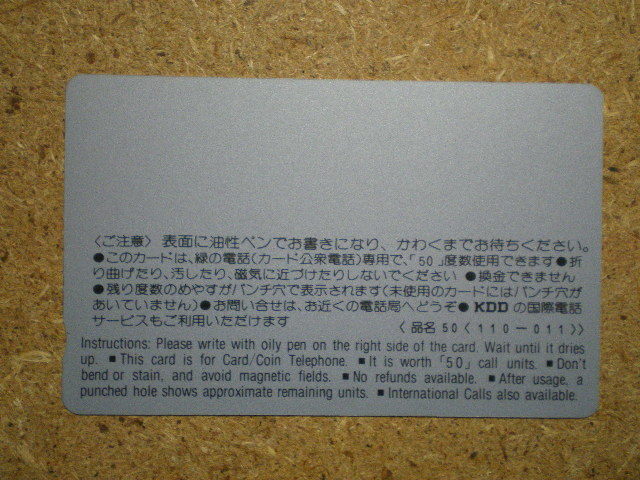 〈ご注意〉 表面に油性ペンでお書きになり、かわくまでお待ちください。
●このカードは、緑の電話(カード公衆電話)専用で、「50」度数使用できます●折
り曲げたり、汚したり、磁気に近づけたりしないでください ●換金できません
●残り度数のめやすがパンチ穴で表示されます(未使用のカードにはパンチ穴が
あいていません)●お問い合せは、お近くの電話局へどうぞ● KDD の国際電話
サービスもご利用いただけます
〈品名 50〈110－011〉〉
Instructions: Please write with oily pen on the right side of the card. Wait until it dries
up. ■ This card is for Card/Coin Telephone. ■ It is worth「50」call units. ■ Don't
bend or stain, and avoid magnetic fields. ■ No refunds available. ■ After usage, a
punched hole shows approximate remaining units. ■ International Calls also available.